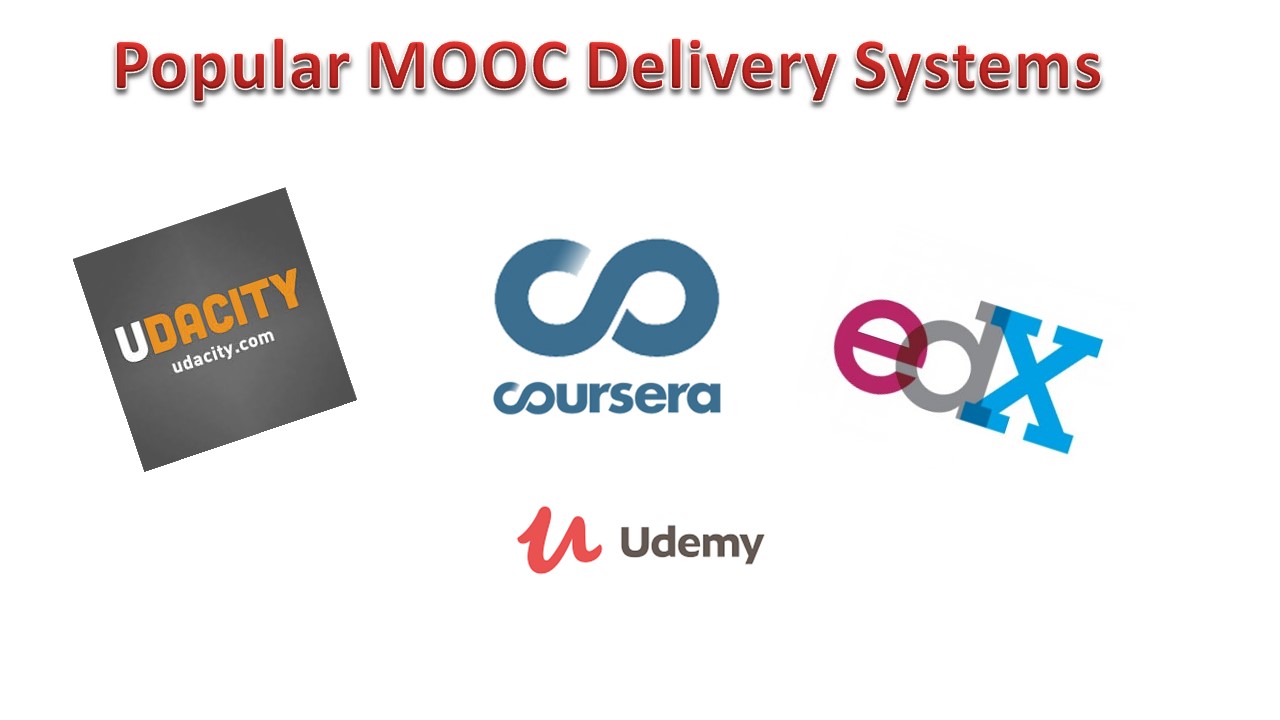 Popular MOOC Delivery Systems
UDACITY
udacity.com
coursera
edX
Udemy